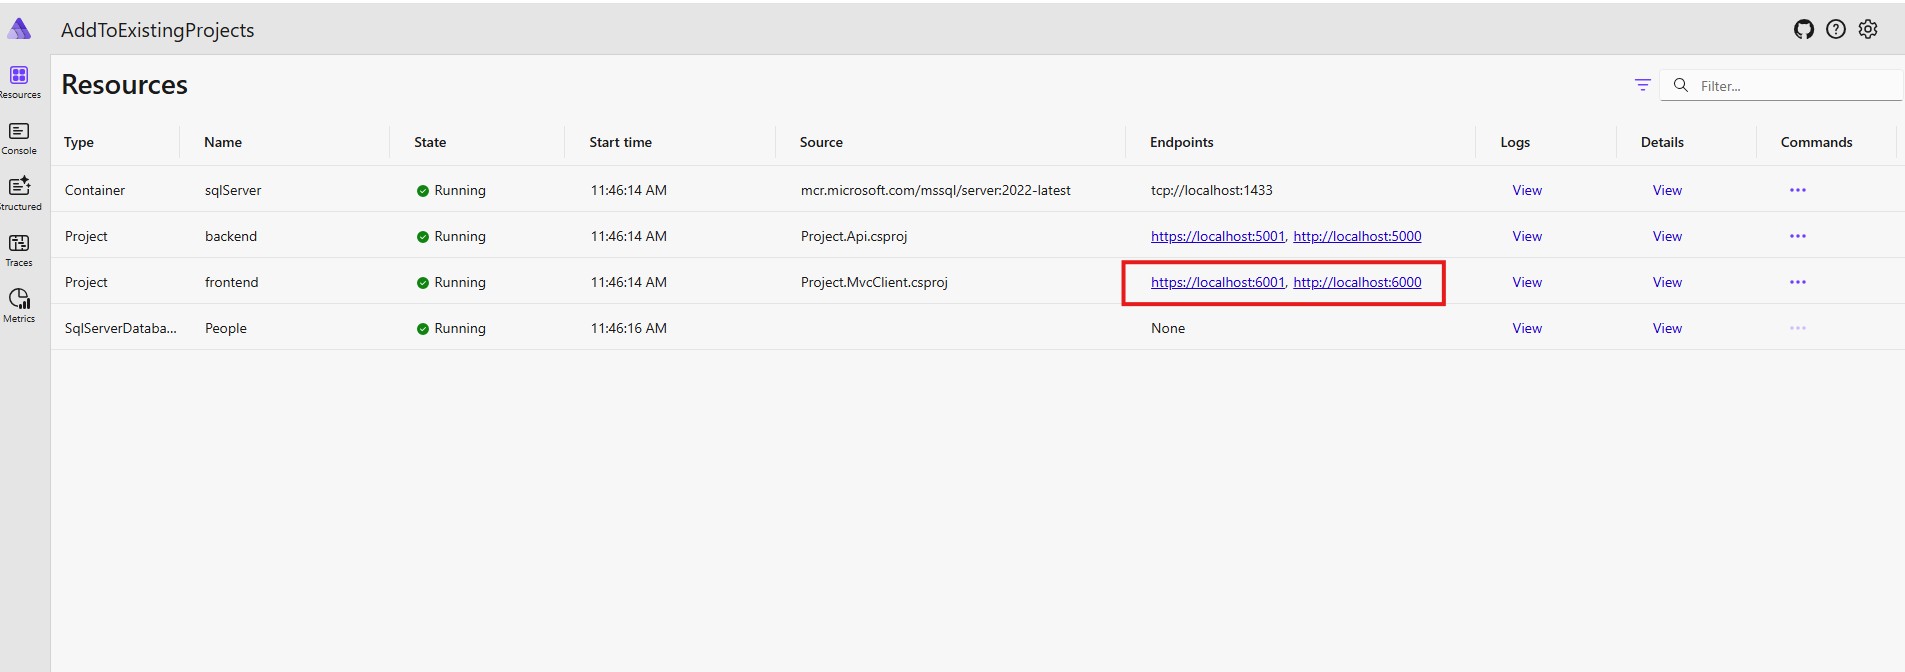 AddToExistingProjects
Resources
Filter...
Resources
Console
Structured
Traces
Metrics
Type Name State Start time Source Endpoints Logs Details Commands
Container sqlServer Running 11:46:14 AM mcr.microsoft.com/mssql/server:2022-latest tcp://localhost:1433 View View ...
Project backend Running 11:46:14 AM Project.Api.csproj https://localhost:5001, http://localhost:5000 View View ...
Project frontend Running 11:46:14 AM Project.MvcClient.csproj https://localhost:6001, http://localhost:6000 View View ...
SqlServerDataba... People Running 11:46:16 AM None View View ...